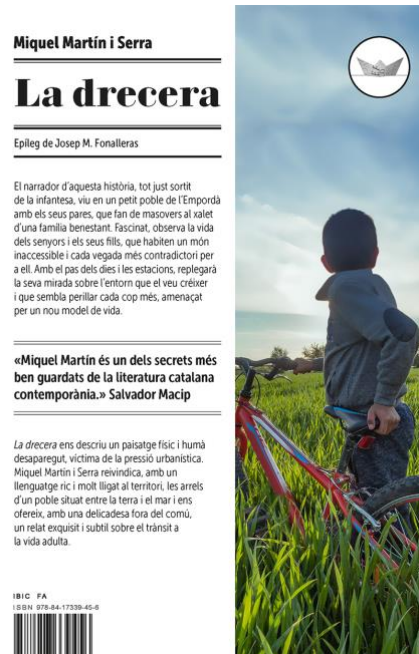 Miquel Martín i Serra
La drecera
Epíleg de Josep M. Fonalleras
El narrador d'aquesta història, tot just sortit
de la infantesa, viu en un petit poble de l'Empordà
amb els seus pares, que fan de masovers al xalet
d'una família benestant. Fascinat, observa la vida
dels senyors i els seus fills, que habiten un món
inaccessible i cada vegada més contradictori per
a ell. Amb el pas dels dies i les estacions, replegarà
la seva mirada sobre l'entorn que el veu créixer
i que sembla perillar cada cop més, amenaçat
per un nou model de vida.
«Miquel Martín és un dels secrets més
ben guardats de la literatura catalana
contemporània.» Salvador Macip
La drecera ens descriu un paisatge físic i humà
desaparegut, víctima de la pressió urbanística.
Miquel Martín i Serra reivindica, amb un
llenguatge ric i molt lligat al territori, les arrels
d'un poble situat entre la terra i el mar i ens
ofereix, amb una delicadesa fora del comú,
un relat exquisit i subtil sobre el trànsit a
la vida adulta.
IBIC FA
ISBN 978-84-17339-45-6